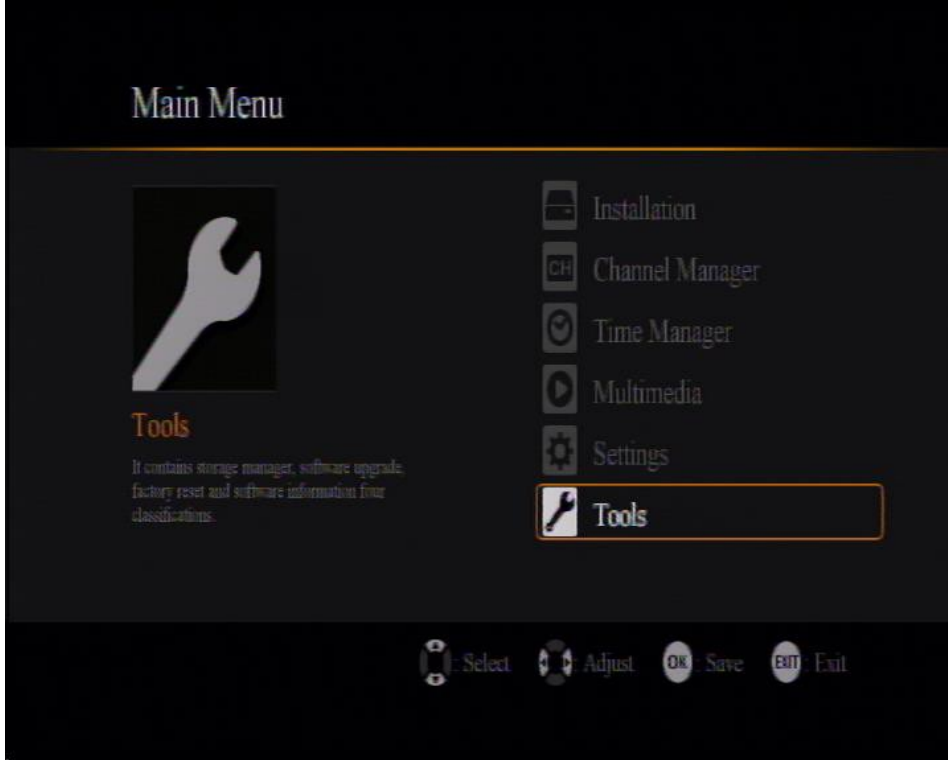 Main Menu
Installation
CH Channel Manager
Time Manager
Multimedia
Settings
Tools
Tools
It contains storage manager, software upgrade,
factory reset and software information four
classifications.
: Select : Adjust OK : Save EXIT : Exit